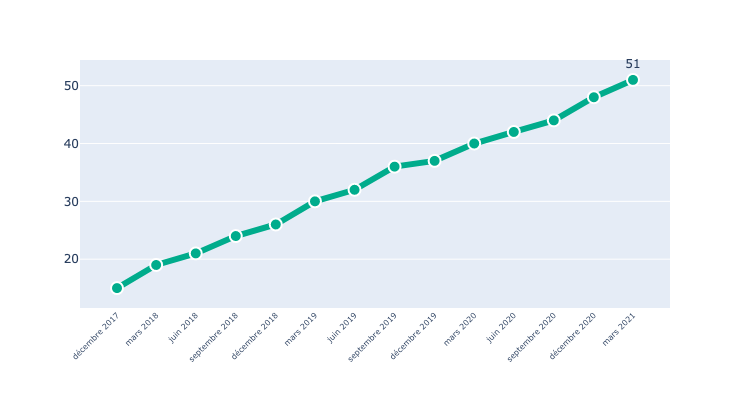 51
50
40
30
20
décembre 2017
mars 2018
juin 2018
septembre 2018
décembre 2018
mars 2019
juin 2019
septembre 2019
décembre 2019
mars 2020
juin 2020
septembre 2020
décembre 2020
mars 2021